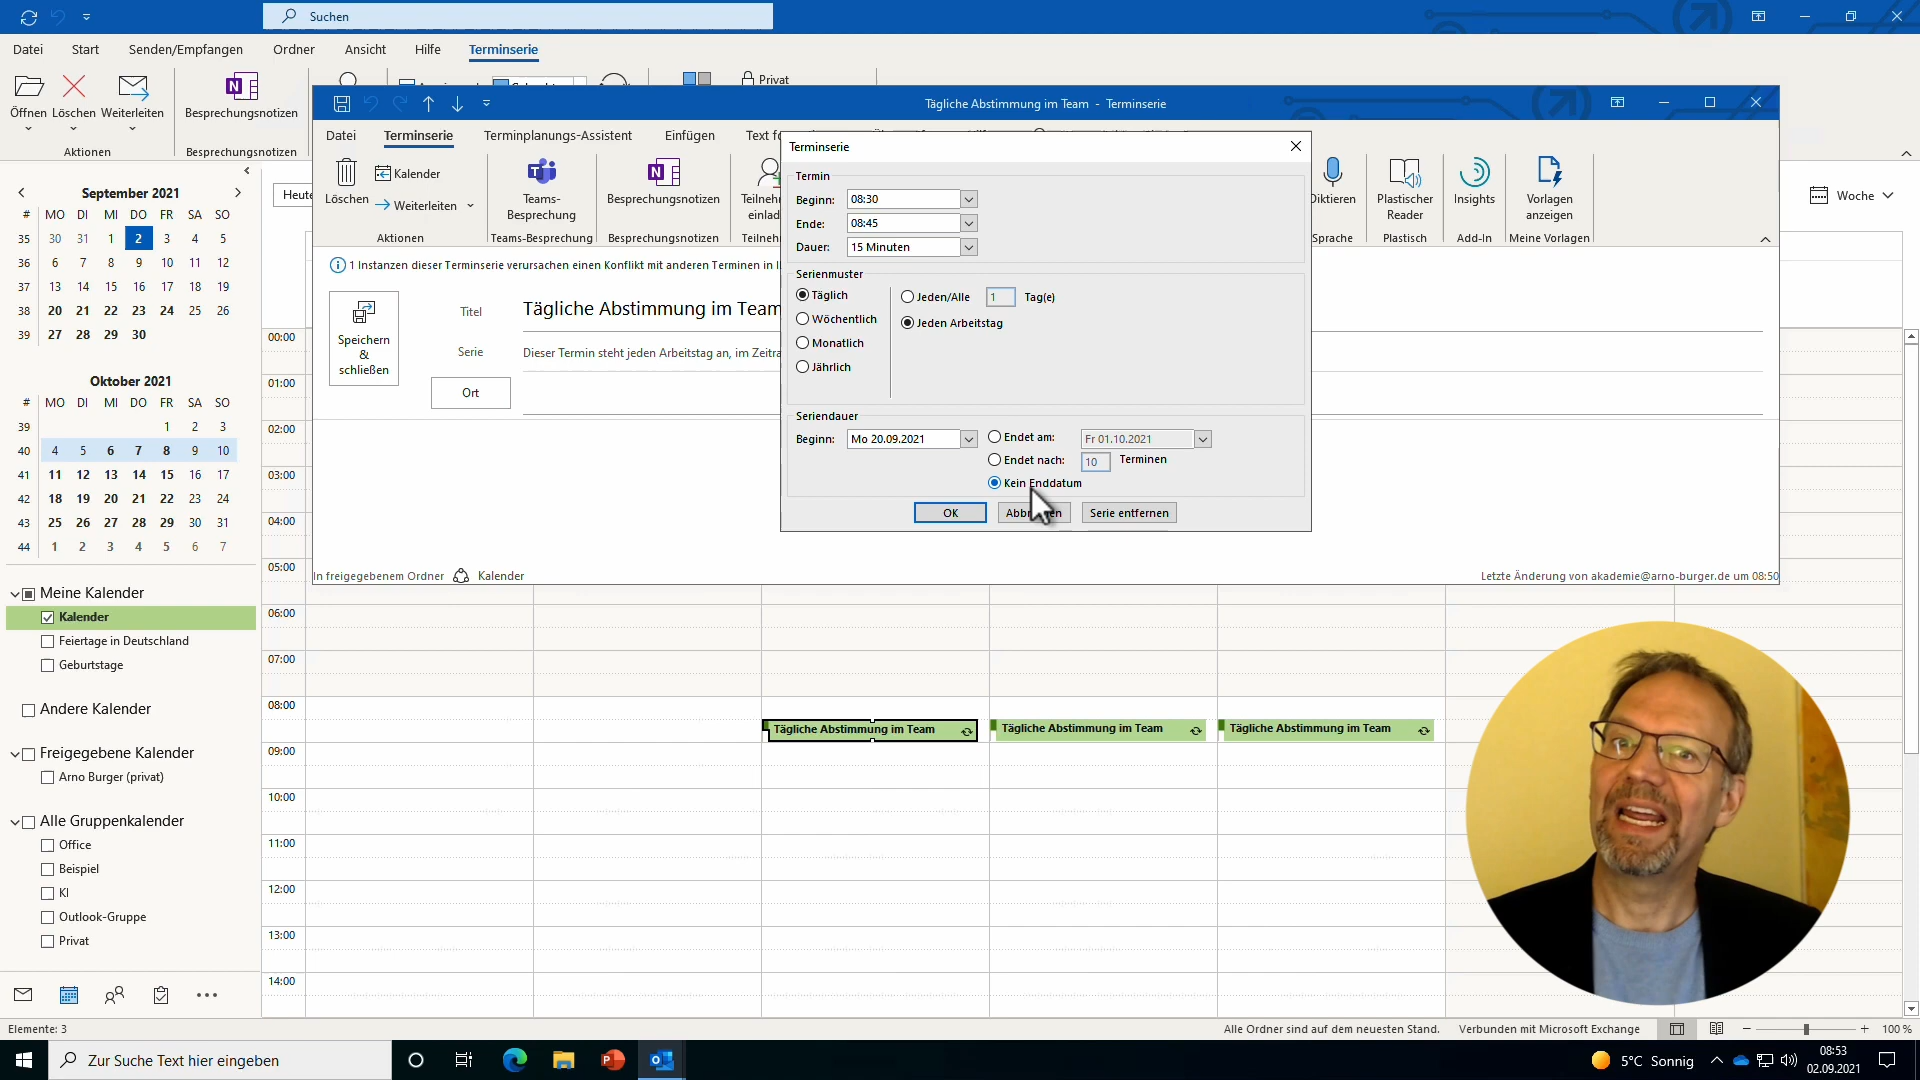 Suchen
Datei Start Senden/Empfangen Ordner Ansicht Hilfe Terminserie
Privat
Öffnen Löschen Weiterleiten Besprechungsnotizen
Aktionen Besprechungsnotizen
Tägliche Abstimmung im Team - Terminserie
Datei Terminserie Terminplanungs-Assistent Einfügen
Löschen Kalender
Weiterleiten
Teams-Besprechung
Besprechungsnotizen
Aktionen Teams-Besprechung Besprechungsnotizen
Plastischer Reader
Insights
Vorlagen anzeigen
Plastisch Add-In Meine Vorlagen
1 Instanzen dieser Terminserie verursachen einen Konflikt mit anderen Terminen in
Speichern
&
schließen
Titel Tägliche Abstimmung im Team
Serie Dieser Termin steht jeden Arbeitstag an, im
Ort
In freigegebenem Ordner Kalender
Letzte Änderung von akademie@arno-burger.de um 08:50
Terminserie
Termin
Beginn: 08:30
Ende: 08:45
Dauer: 15 Minuten
Serienmuster
Täglich
Wöchentlich
Monatlich
Jährlich
Jeden/Alle 1 Tag(e)
Jeden Arbeitstag
Seriendauer
Beginn: Mo 20.09.2021
Endet am: Fr 01.10.2021
Endet nach: 10 Terminen
Kein Enddatum
OK
Serie entfernen
Heute
Woche
September 2021
# MO DI MI DO FR SA SO
35 30 31 1 2 3 4 5
36 6 7 8 9 10 11 12
37 13 14 15 16 17 18 19
38 20 21 22 23 24 25 26
39 27 28 29 30
Oktober 2021
# MO DI MI DO FR SA SO
39 1 2 3
40 4 5 6 7 8 9 10
41 11 12 13 14 15 16 17
42 18 19 20 21 22 23 24
43 25 26 27 28 29 30 31
44 1 2 3 4 5 6 7
Meine Kalender
Kalender
Feiertage in Deutschland
Geburtstage
Andere Kalender
Freigegebene Kalender
Arno Burger (privat)
Alle Gruppenkalender
Office
Beispiel
KI
Outlook-Gruppe
Privat
00:00
01:00
02:00
03:00
04:00
05:00
06:00
07:00
08:00
09:00
10:00
11:00
12:00
13:00
14:00
Tägliche Abstimmung im Team
Tägliche Abstimmung im Team
Tägliche Abstimmung im Team
Elemente: 3
Alle Ordner sind auf dem neuesten Stand. Verbunden mit Microsoft Exchange 100 %
Zur Suche Text hier eingeben
5°C Sonnig
08:53
02.09.2021